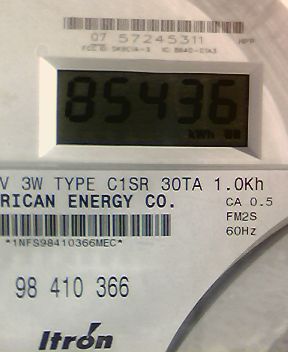 07 57245311
85436
kWh
V 3W TYPE C1SR 30TA 1.0Kh
RICAN ENERGY CO.
CA 0.5
FM2S
60Hz
*1NFS98410366MEC*
98 410 366
Itrón